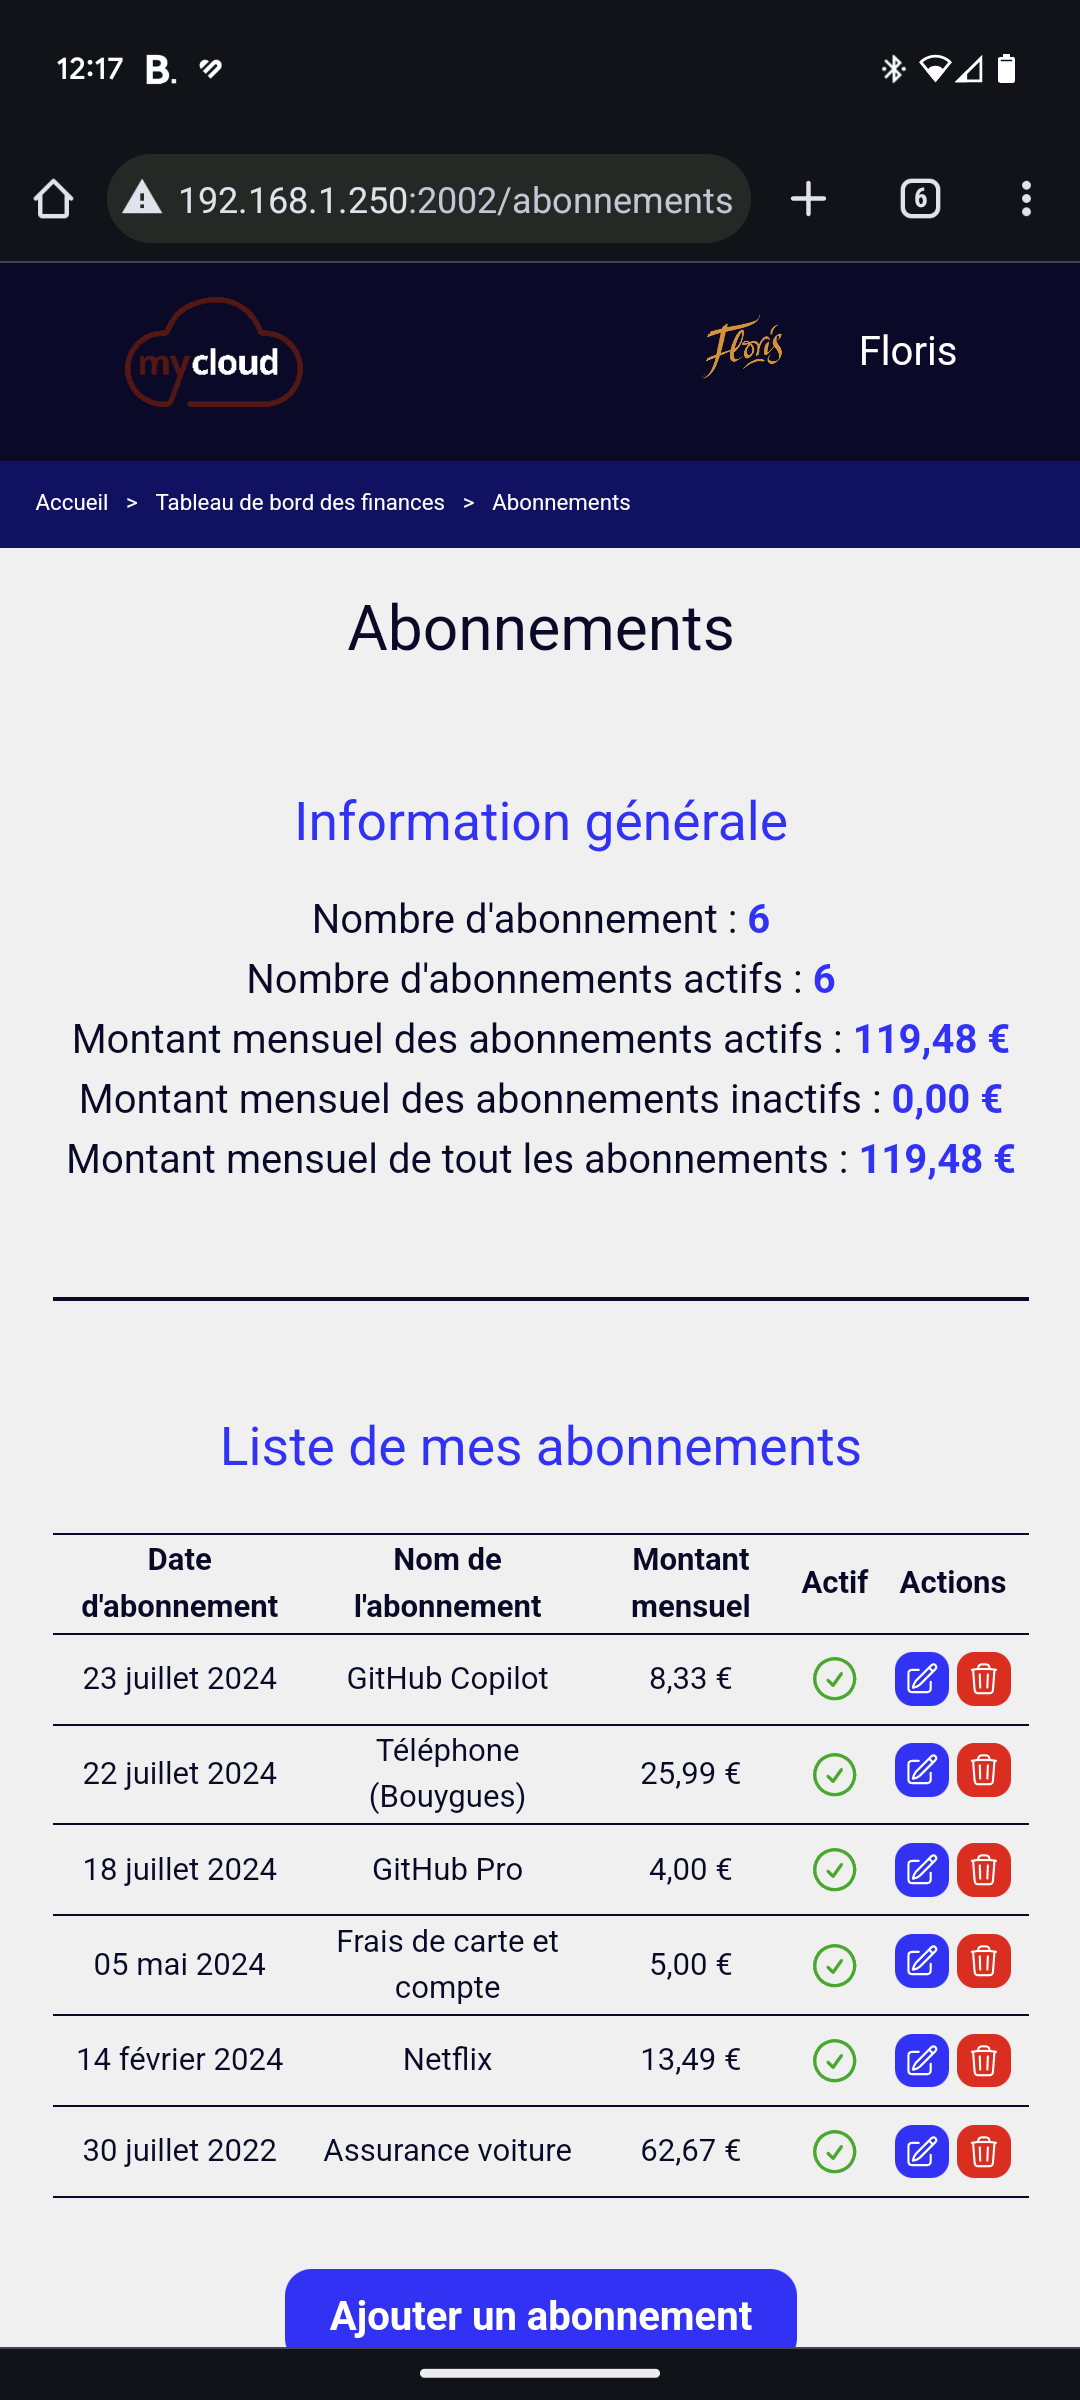 12:17 B.
192.168.1.250:2002/abonnements 6
mycloud Floris Floris
Accueil > Tableau de bord des finances > Abonnements
Abonnements
Information générale
Nombre d'abonnement : 6
Nombre d'abonnements actifs : 6
Montant mensuel des abonnements actifs : 119,48 €
Montant mensuel des abonnements inactifs : 0,00 €
Montant mensuel de tout les abonnements : 119,48 €
Liste de mes abonnements
Date d'abonnement Nom de l'abonnement Montant mensuel Actif Actions
23 juillet 2024 GitHub Copilot 8,33 €
22 juillet 2024 Téléphone (Bouygues) 25,99 €
18 juillet 2024 GitHub Pro 4,00 €
05 mai 2024 Frais de carte et compte 5,00 €
14 février 2024 Netflix 13,49 €
30 juillet 2022 Assurance voiture 62,67 €
Ajouter un abonnement